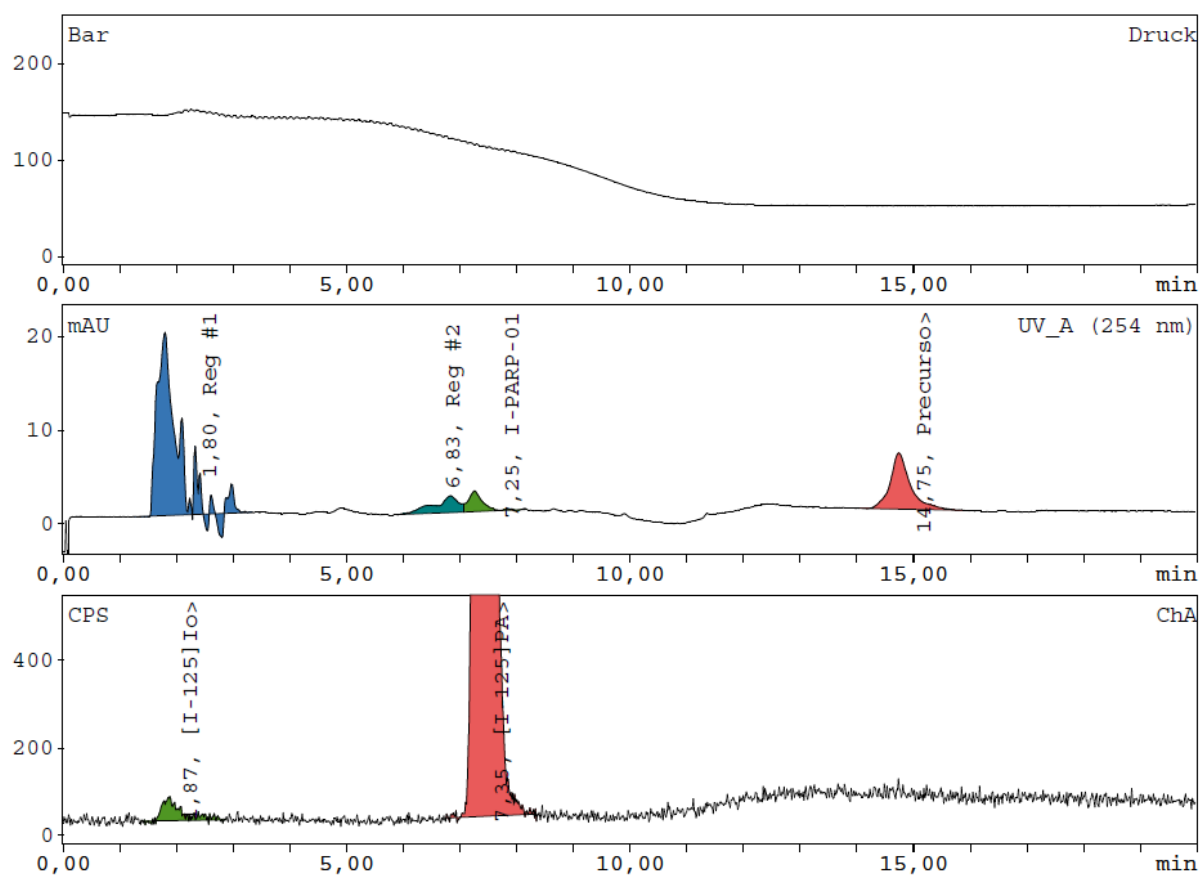 Bar
Druck
200
100
0
0,00 5,00 10,00 15,00 min
mAU
UV_A (254 nm)
20
10
0
1,80, Reg #1
6,83, Reg #2
7,25, I-PARP-01
14,75, Precurso>
0,00 5,00 10,00 15,00 min
CPS
ChA
400
200
0
,87, [I-125]Io>
7,35, [I 125]PA>
0,00 5,00 10,00 15,00 min